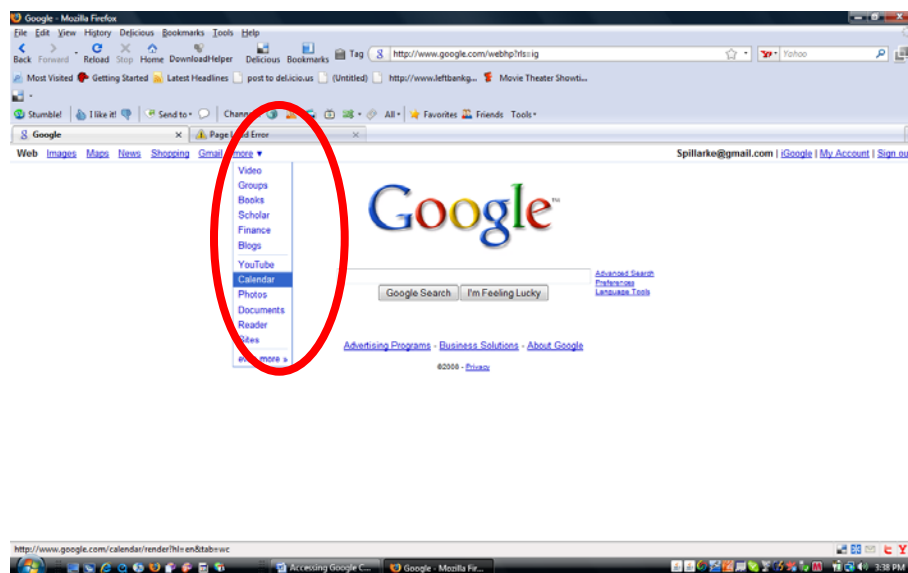 Google - Mozilla Firefox
File Edit View History Delicious Bookmarks Tools Help
Back Forward Reload Stop Home DownloadHelper Delicious Bookmarks Tag http://www.google.com/webhp?rls=ig Yahoo
Most Visited Getting Started Latest Headlines post to del.icio.us (Untitled) http://www.leftbankg... Movie Theater Showti...
Stumble! I like it! Send to All Favorites Friends Tools
Google Page Error
Web Images Maps News Shopping Gmail more Spillarke@gmail.com | iGoogle | My Account | Sign ou
Video
Groups
Books
Scholar
Finance
Blogs
YouTube
Calendar
Photos
Documents
Reader
Sites
even more »
Google™
Advanced Search
Preferences
Language Tools
Google Search I'm Feeling Lucky
Advertising Programs - Business Solutions - About Google
©2008 - Privacy
http://www.google.com/calendar/render?hl=en&tab=wc
Accessing Google C... Google - Mozilla Fir... 3:38 PM